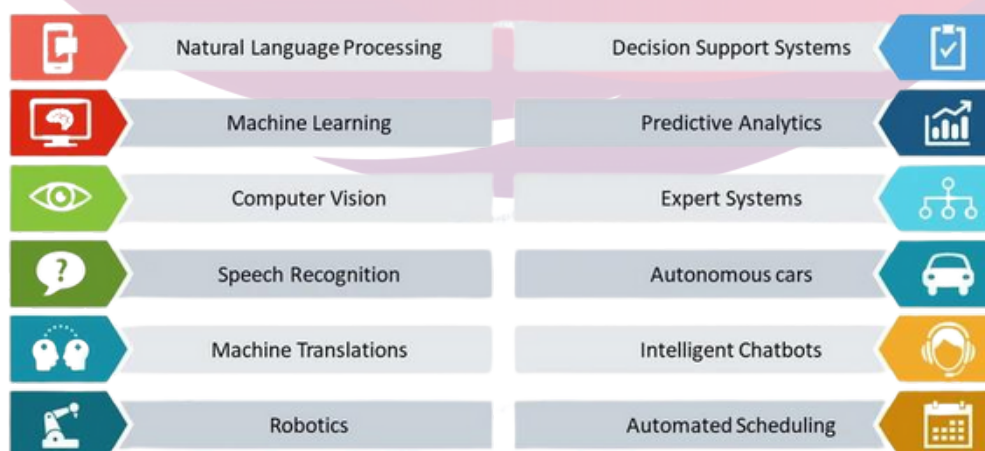 Natural Language Processing
Decision Support Systems
Machine Learning
Predictive Analytics
Computer Vision
Expert Systems
?
Speech Recognition
Autonomous cars
Machine Translations
Intelligent Chatbots
Robotics
Automated Scheduling